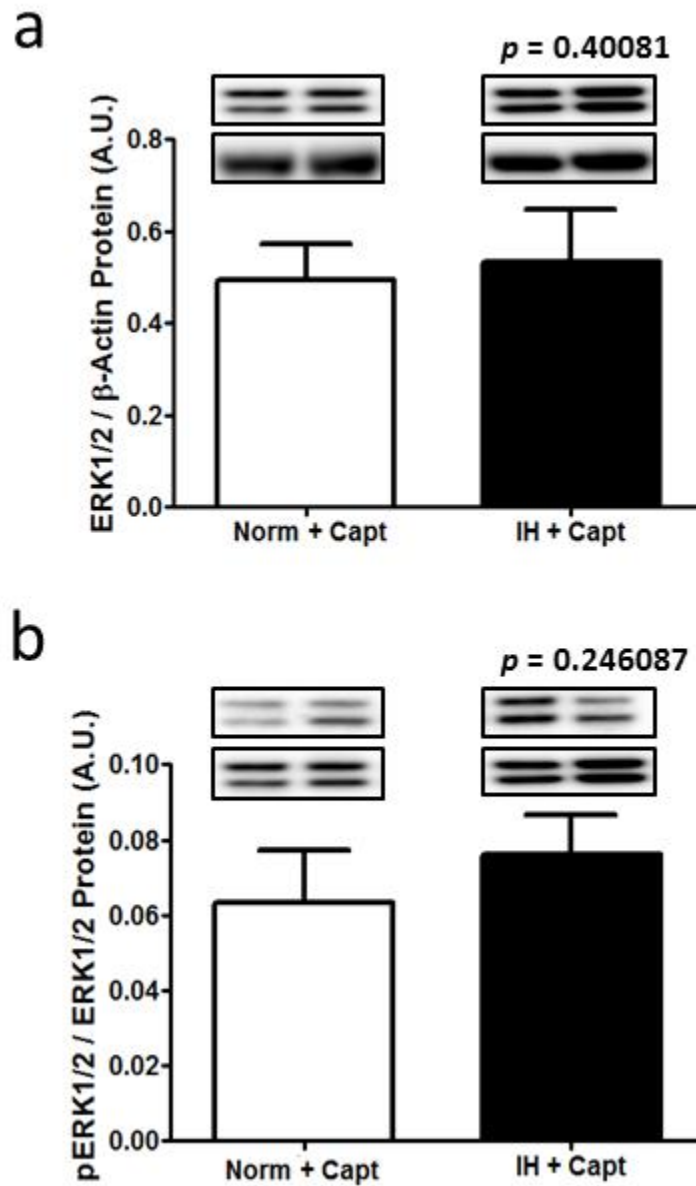 a
p = 0.40081
ERK1/2 / β-Actin Protein (A.U.)
0.8
0.6
0.4
0.2
0.0
Norm + Capt
IH + Capt
b
p = 0.246087
pERK1/2 / ERK1/2 Protein (A.U.)
0.10
0.08
0.06
0.04
0.02
0.00
Norm + Capt
IH + Capt